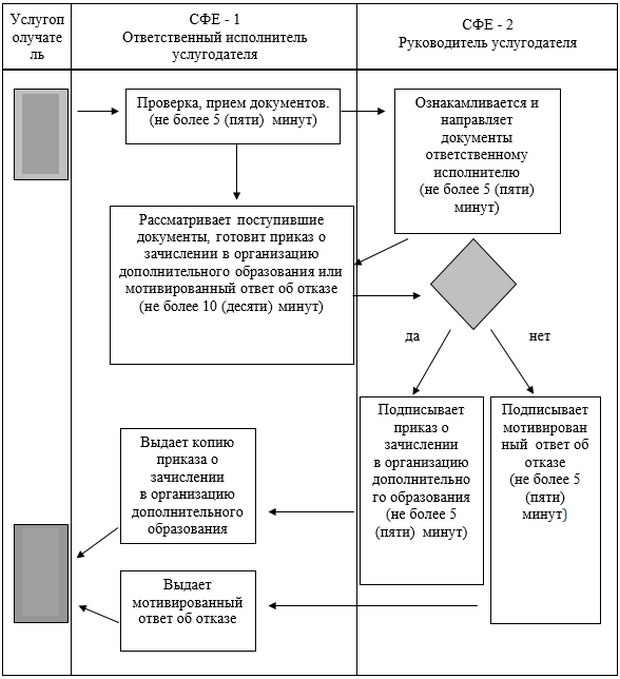 Услугоп
олучате
ль
СФЕ - 1
Ответственный исполнитель
услугодателя
СФЕ - 2
Руководитель услугодателя
Проверка, прием документов.
(не более 5 (пяти) минут)
Ознакамливается и
направляет
документы
ответственному
исполнителю
(не более 5 (пяти)
минут)
Рассматривает поступившие
документы, готовит приказ о
зачислении в организацию
дополнительного образования или
мотивированный ответ об отказе
(не более 10 (десяти) минут)
да
нет
Подписывает
приказ о
зачислении
в организацию
дополнительно
го образования
(не более 5
(пяти) минут)
Подписывает
мотивирован
ный ответ об
отказе
(не более 5
(пяти)
минут)
Выдает копию
приказа о
зачислении
в организацию
дополнительного
образования
Выдает
мотивированный
ответ об отказе